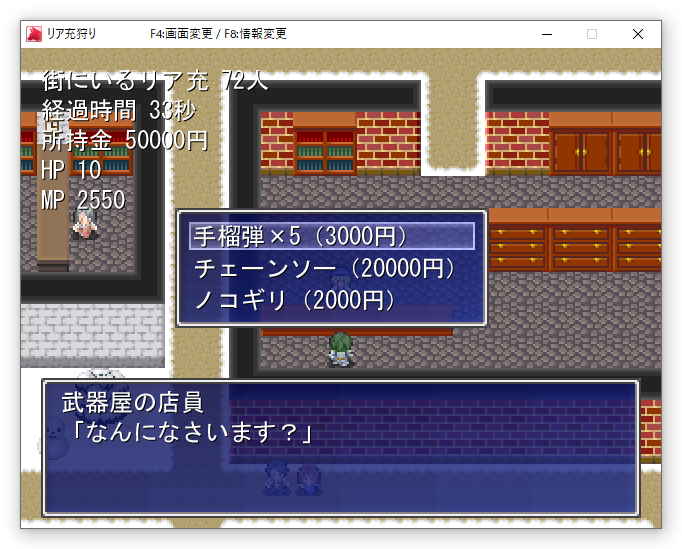 リア充狩り F4:画面変更 / F8:情報変更
街にいるリア充 72人
経過時間 33秒
所持金 50000円
HP 10
MP 2550
手榴弾×5（3000円）
チェーンソー（20000円）
ノコギリ（2000円）
武器屋の店員
「なんになさいます？」